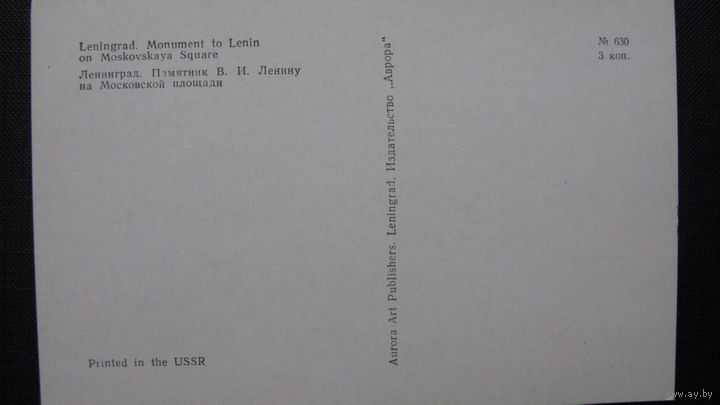 Leningrad. Monument to Lenin
on Moskovskaya Square
Ленинград. Памятник В. И. Ленину
на Московской площади
Printed in the USSR
Aurora Art Publishers. Leningrad. Издательство „Аврора“
№ 630
3 коп.
www.ay.by